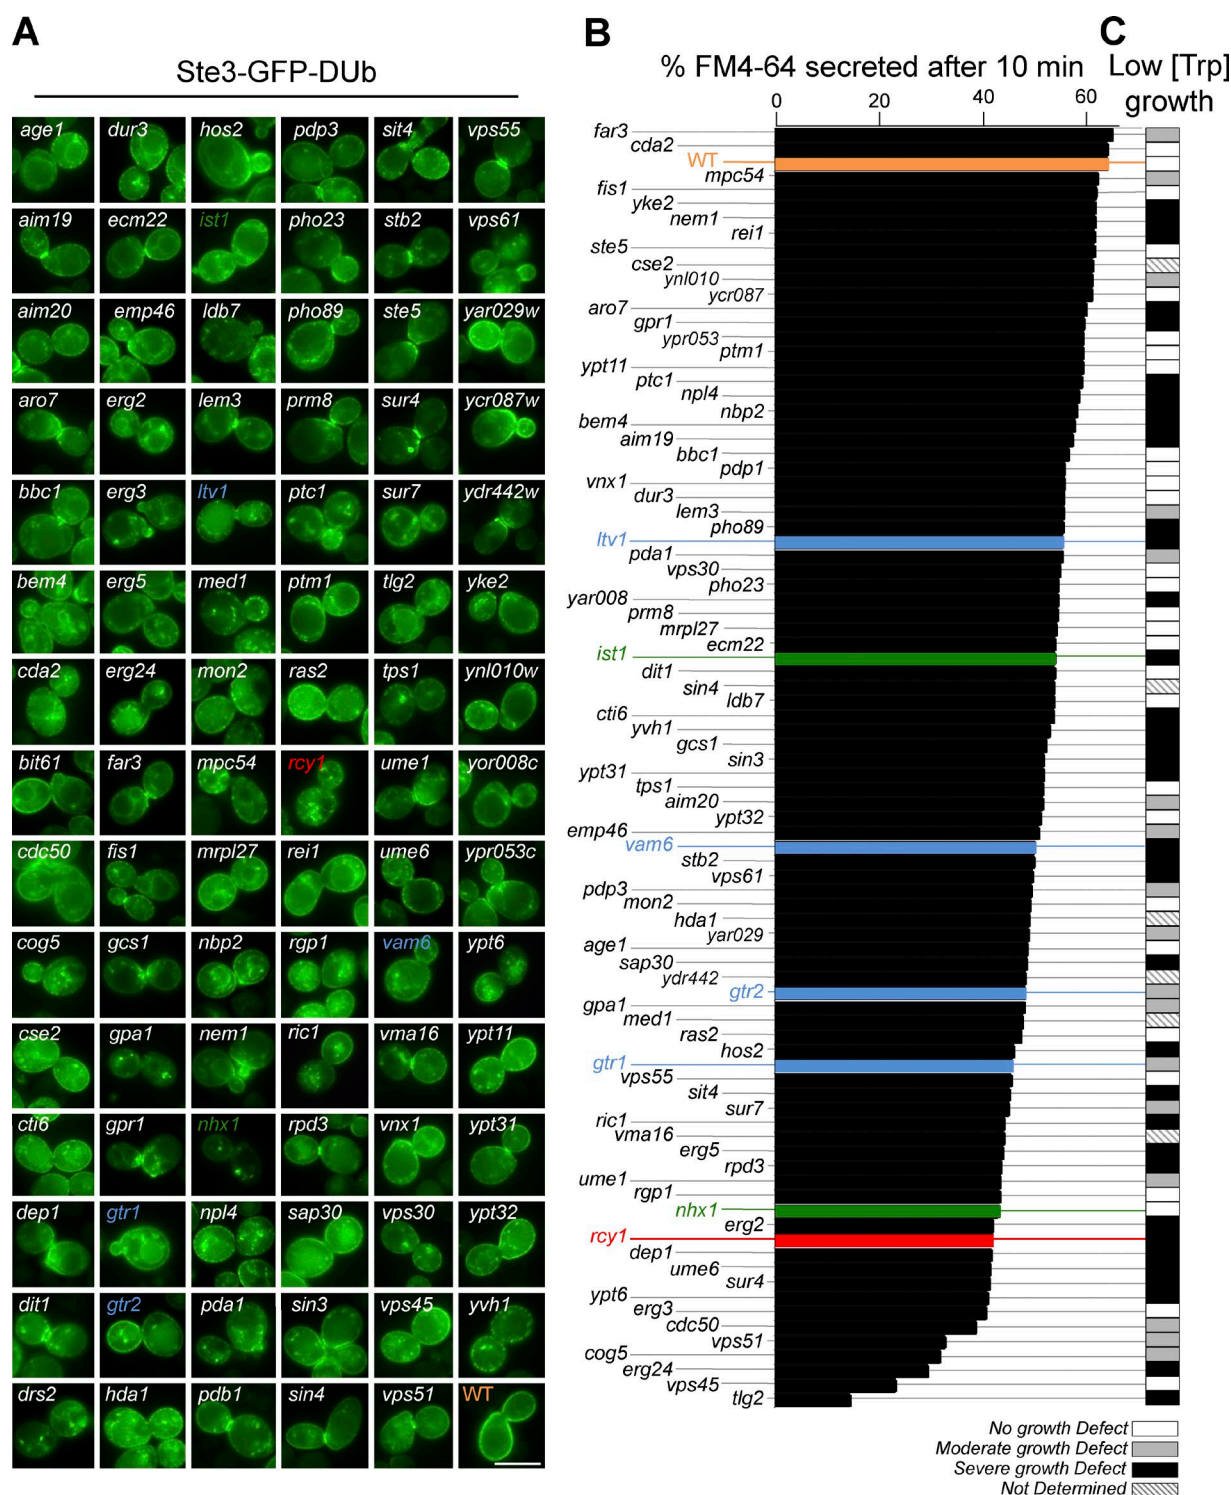 A
B
C
Ste3-GFP-DUb
% FM4-64 secreted after 10 min
Low [Trp]
growth
0 20 40 60
age1 dur3 hos2 pdp3 sit4 vps55
aim19 ecm22 ist1 pho23 stb2 vps61
aim20 emp46 ldb7 pho89 ste5 yar029w
aro7 erg2 lem3 prm8 sur4 ycr087w
bbc1 erg3 ltv1 ptc1 sur7 ydr442w
bem4 erg5 med1 ptm1 tlg2 yke2
cda2 erg24 mon2 ras2 tps1 ynl010w
bit61 far3 mpc54 rcy1 ume1 yor008c
cdc50 fis1 mrpl27 rei1 ume6 ypr053c
cog5 gcs1 nbp2 rgp1 vam6 ypt6
cse2 gpa1 nem1 ric1 vma16 ypt11
cti6 gpr1 nhx1 rpd3 vnx1 ypt31
dep1 gtr1 npl4 sap30 vps30 ypt32
dit1 gtr2 pda1 sin3 vps45 yvh1
drs2 hda1 pdb1 sin4 vps51 WT
far3
cda2
WT
mpc54
fis1
yke2
nem1
rei1
ste5
cse2
ynl010
ycr087
aro7
gpr1
ypr053
ptm1
ypt11
ptc1
npl4
nbp2
bem4
aim19
bbc1
pdp1
vnx1
dur3
lem3
pho89
ltv1
pda1
vps30
pho23
yar008
prm8
mrpl27
ecm22
ist1
dit1
sin4
ldb7
cti6
yvh1
gcs1
sin3
ypt31
tps1
aim20
ypt32
emp46
vam6
stb2
vps61
pdp3
mon2
hda1
yar029
age1
sap30
ydr442
gtr2
gpa1
med1
ras2
hos2
gtr1
vps55
sit4
sur7
ric1
vma16
erg5
rpd3
ume1
rgp1
nhx1
erg2
rcy1
dep1
ume6
sur4
ypt6
erg3
cdc50
vps51
cog5
erg24
vps45
tlg2
No growth Defect
Moderate growth Defect
Severe growth Defect
Not Determined